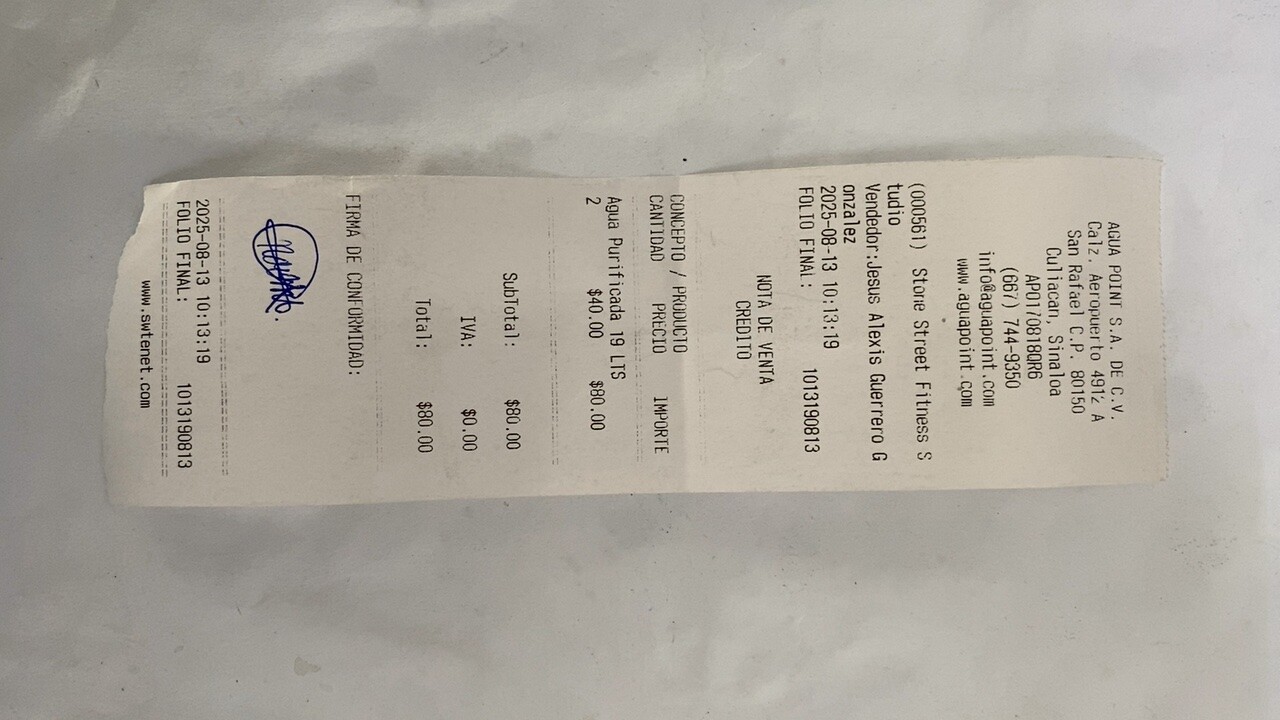 AGUA POINT S.A. DE C.V.
Calz. Aeropuerto 4912 A
San Rafael C.P. 80150
Culiacan, Sinaloa
APO170818QR6
(667) 744-9350
info@aguapoint.com
www.aguapoint.com
(000561) Stone Street Fitness S
tudio
Vendedor:Jesus Alexis Guerrero G
onzalez
2025-08-13 10:13:19
FOLIO FINAL: 1013190813
NOTA DE VENTA
CREDITO
CONCEPTO / PRODUCTO
CANTIDAD PRECIO IMPORTE
Agua Purificada 19 LTS
2 $40.00 $80.00
SubTotal: $80.00
IVA: $0.00
Total: $80.00
FIRMA DE CONFORMIDAD:
2025-08-13 10:13:19
FOLIO FINAL: 1013190813
www.swtenet.com